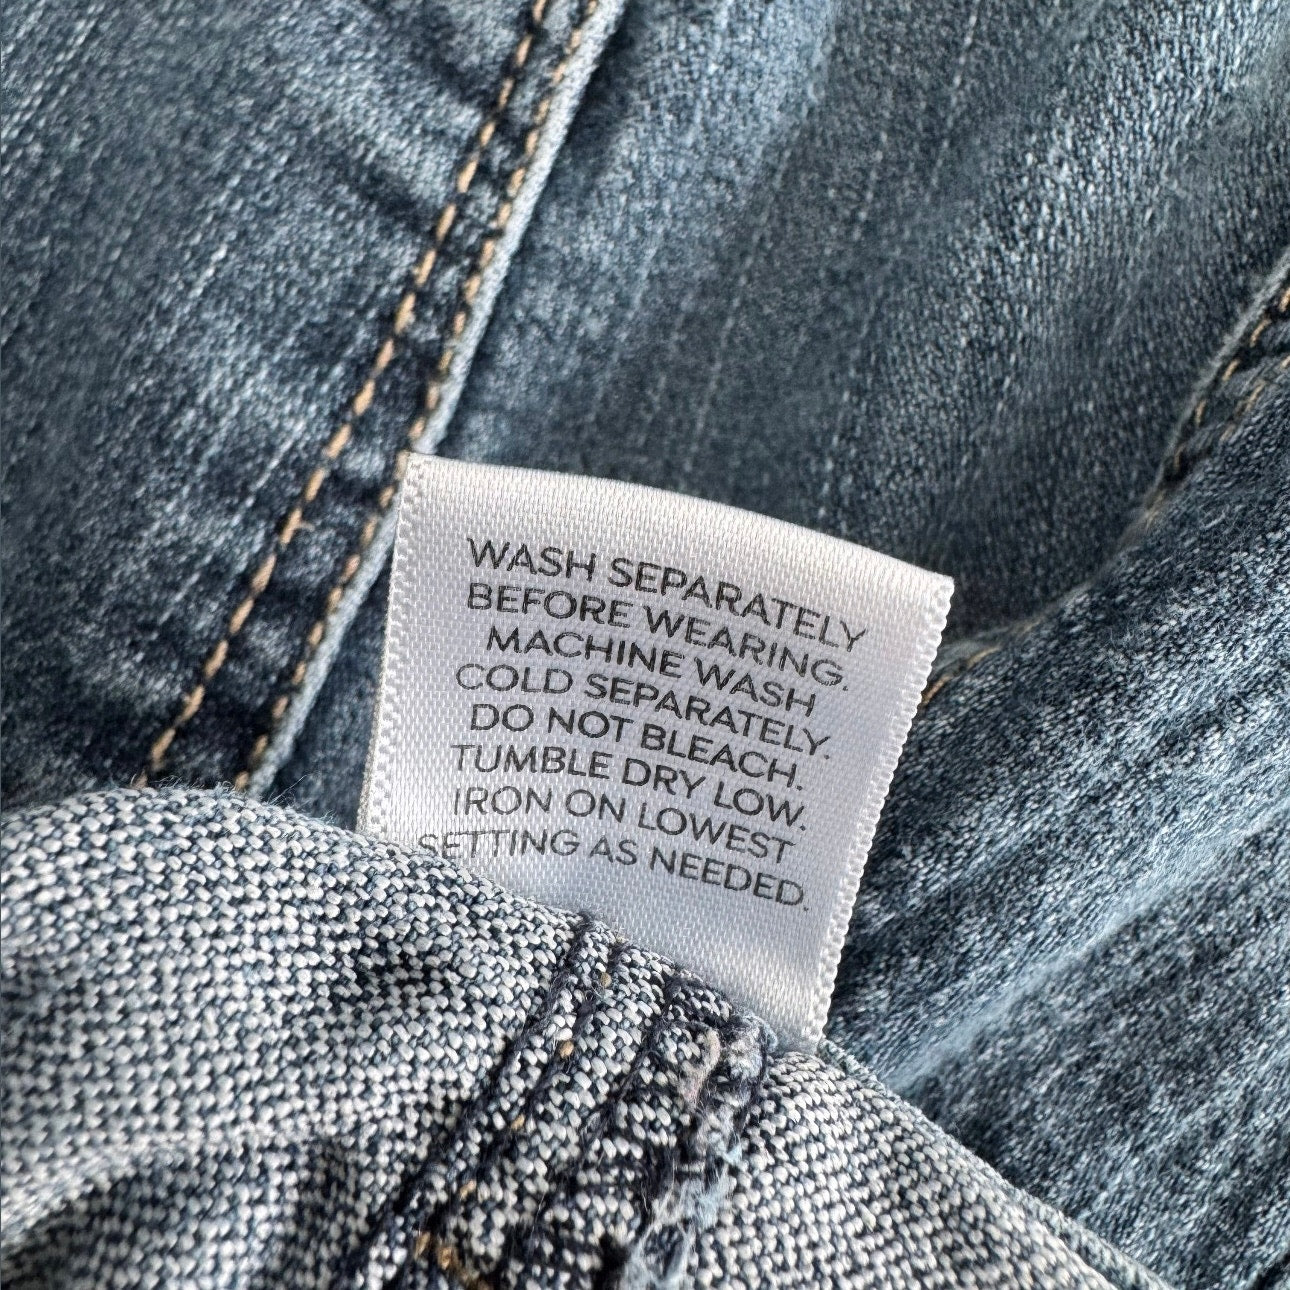 WASH SEPARATELY
BEFORE WEARING.
MACHINE WASH
COLD SEPARATELY.
DO NOT BLEACH.
TUMBLE DRY LOW.
IRON ON LOWEST
SETTING AS NEEDED.